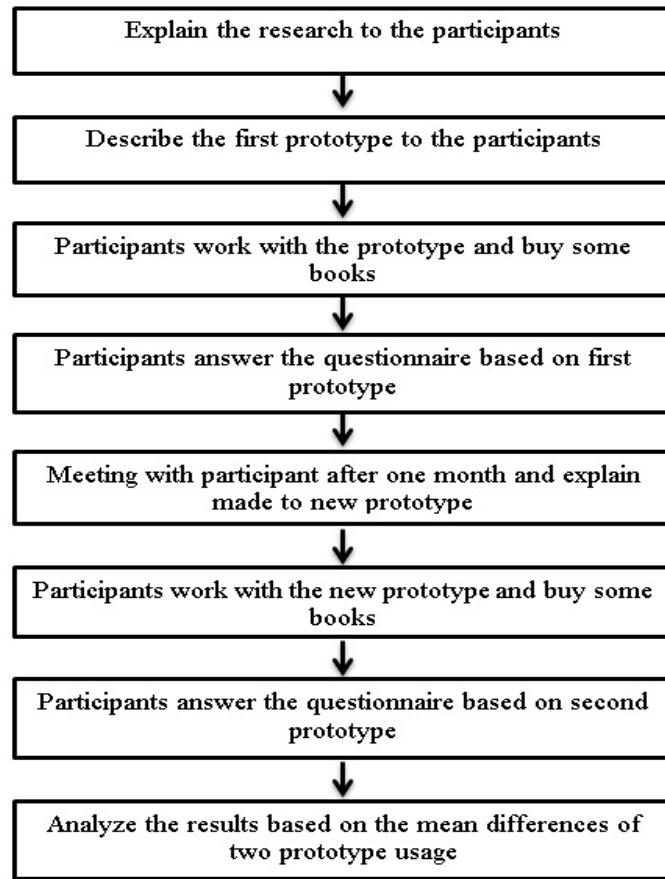 Explain the research to the participants
Describe the first prototype to the participants
Participants work with the prototype and buy some
books
Participants answer the questionnaire based on first
prototype
Meeting with participant after one month and explain
made to new prototype
Participants work with the new prototype and buy some
books
Participants answer the questionnaire based on second
prototype
Analyze the results based on the mean differences of
two prototype usage